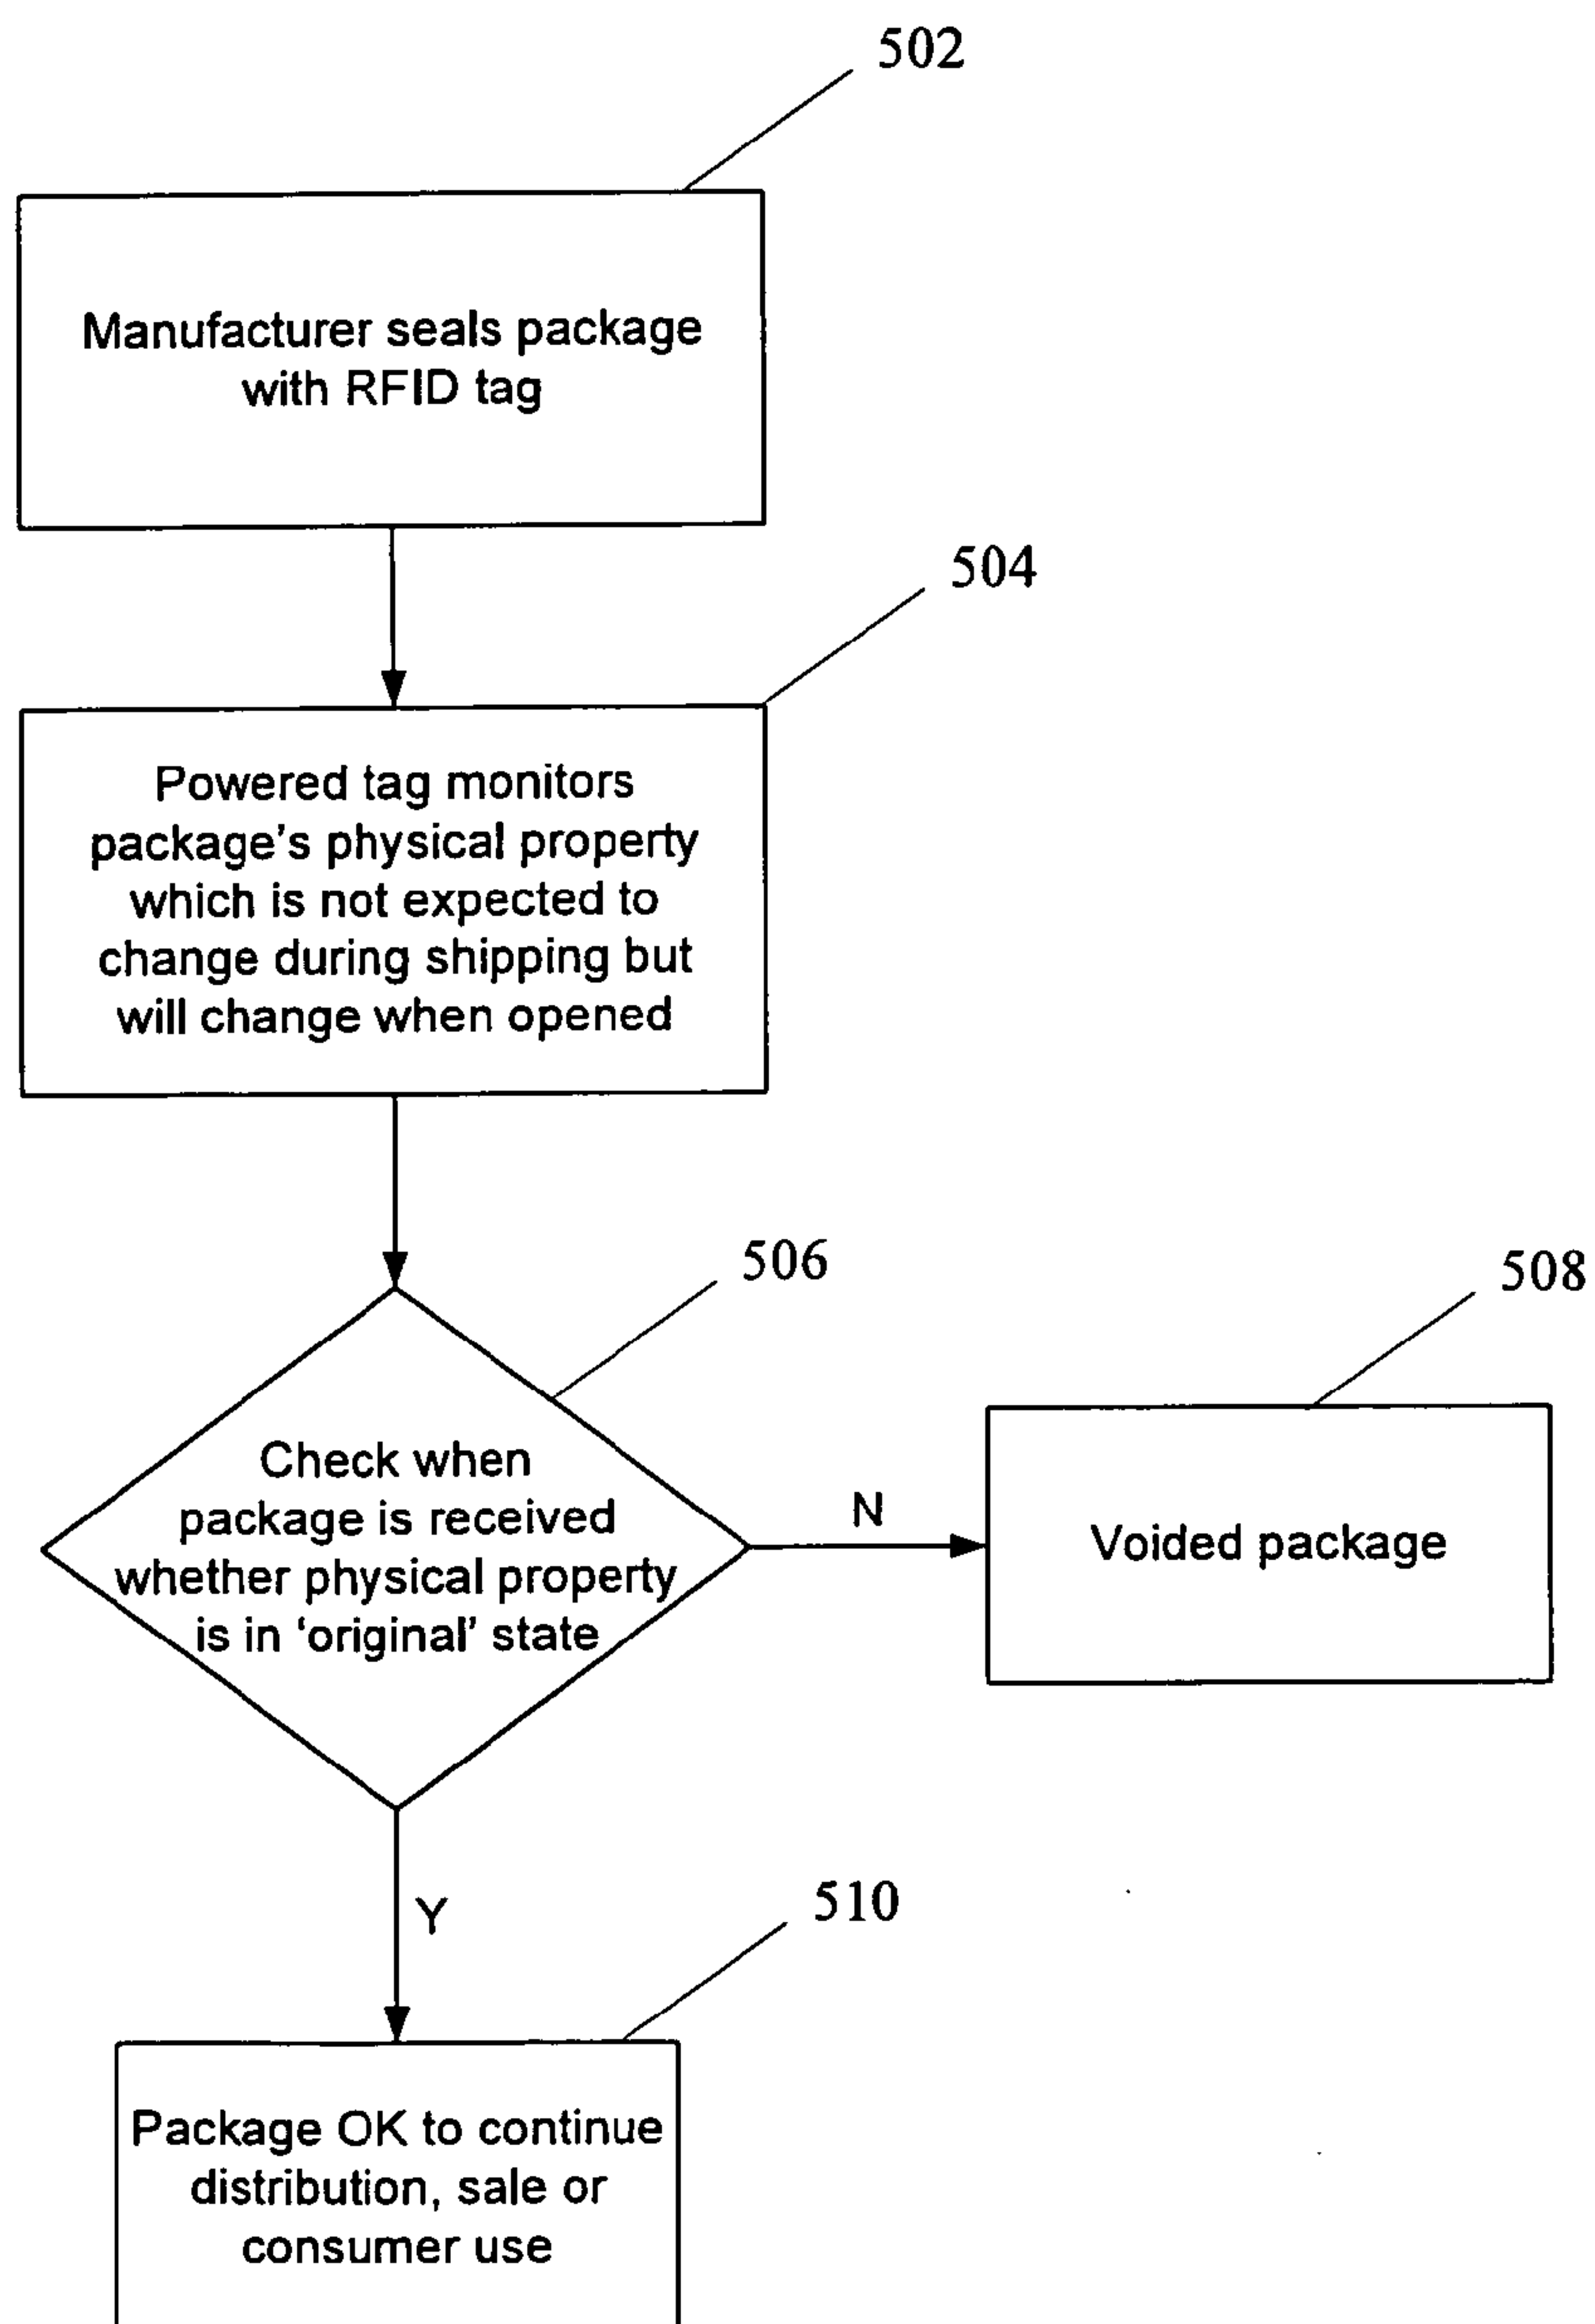 502
Manufacturer seals package
with RFID tag
504
Powered tag monitors
package's physical property
which is not expected to
change during shipping but
will change when opened
506
508
Check when
package is received
whether physical property
is in 'original' state
N
Voided package
Y
510
Package OK to continue
distribution, sale or
consumer use